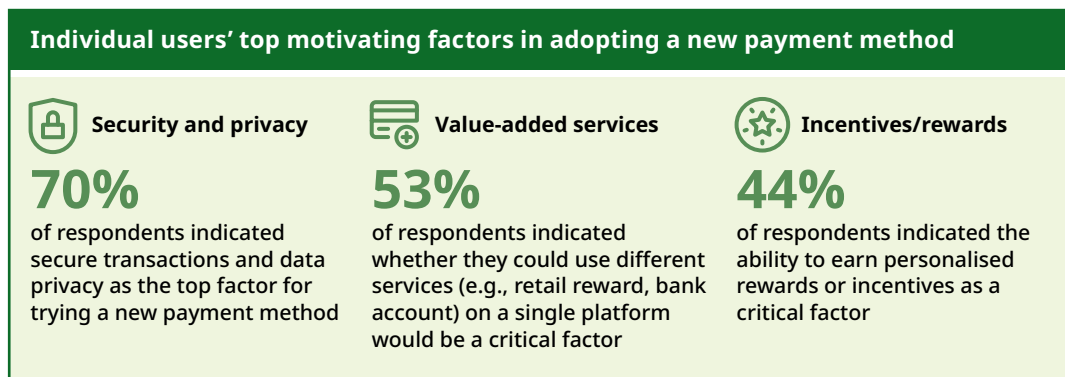 Individual users’ top motivating factors in adopting a new payment method
Security and privacy
70%
of respondents indicated
secure transactions and data
privacy as the top factor for
trying a new payment method
Value-added services
53%
of respondents indicated
whether they could use different
services (e.g., retail reward, bank
account) on a single platform
would be a critical factor
Incentives/rewards
44%
of respondents indicated the
ability to earn personalised
rewards or incentives as a
critical factor